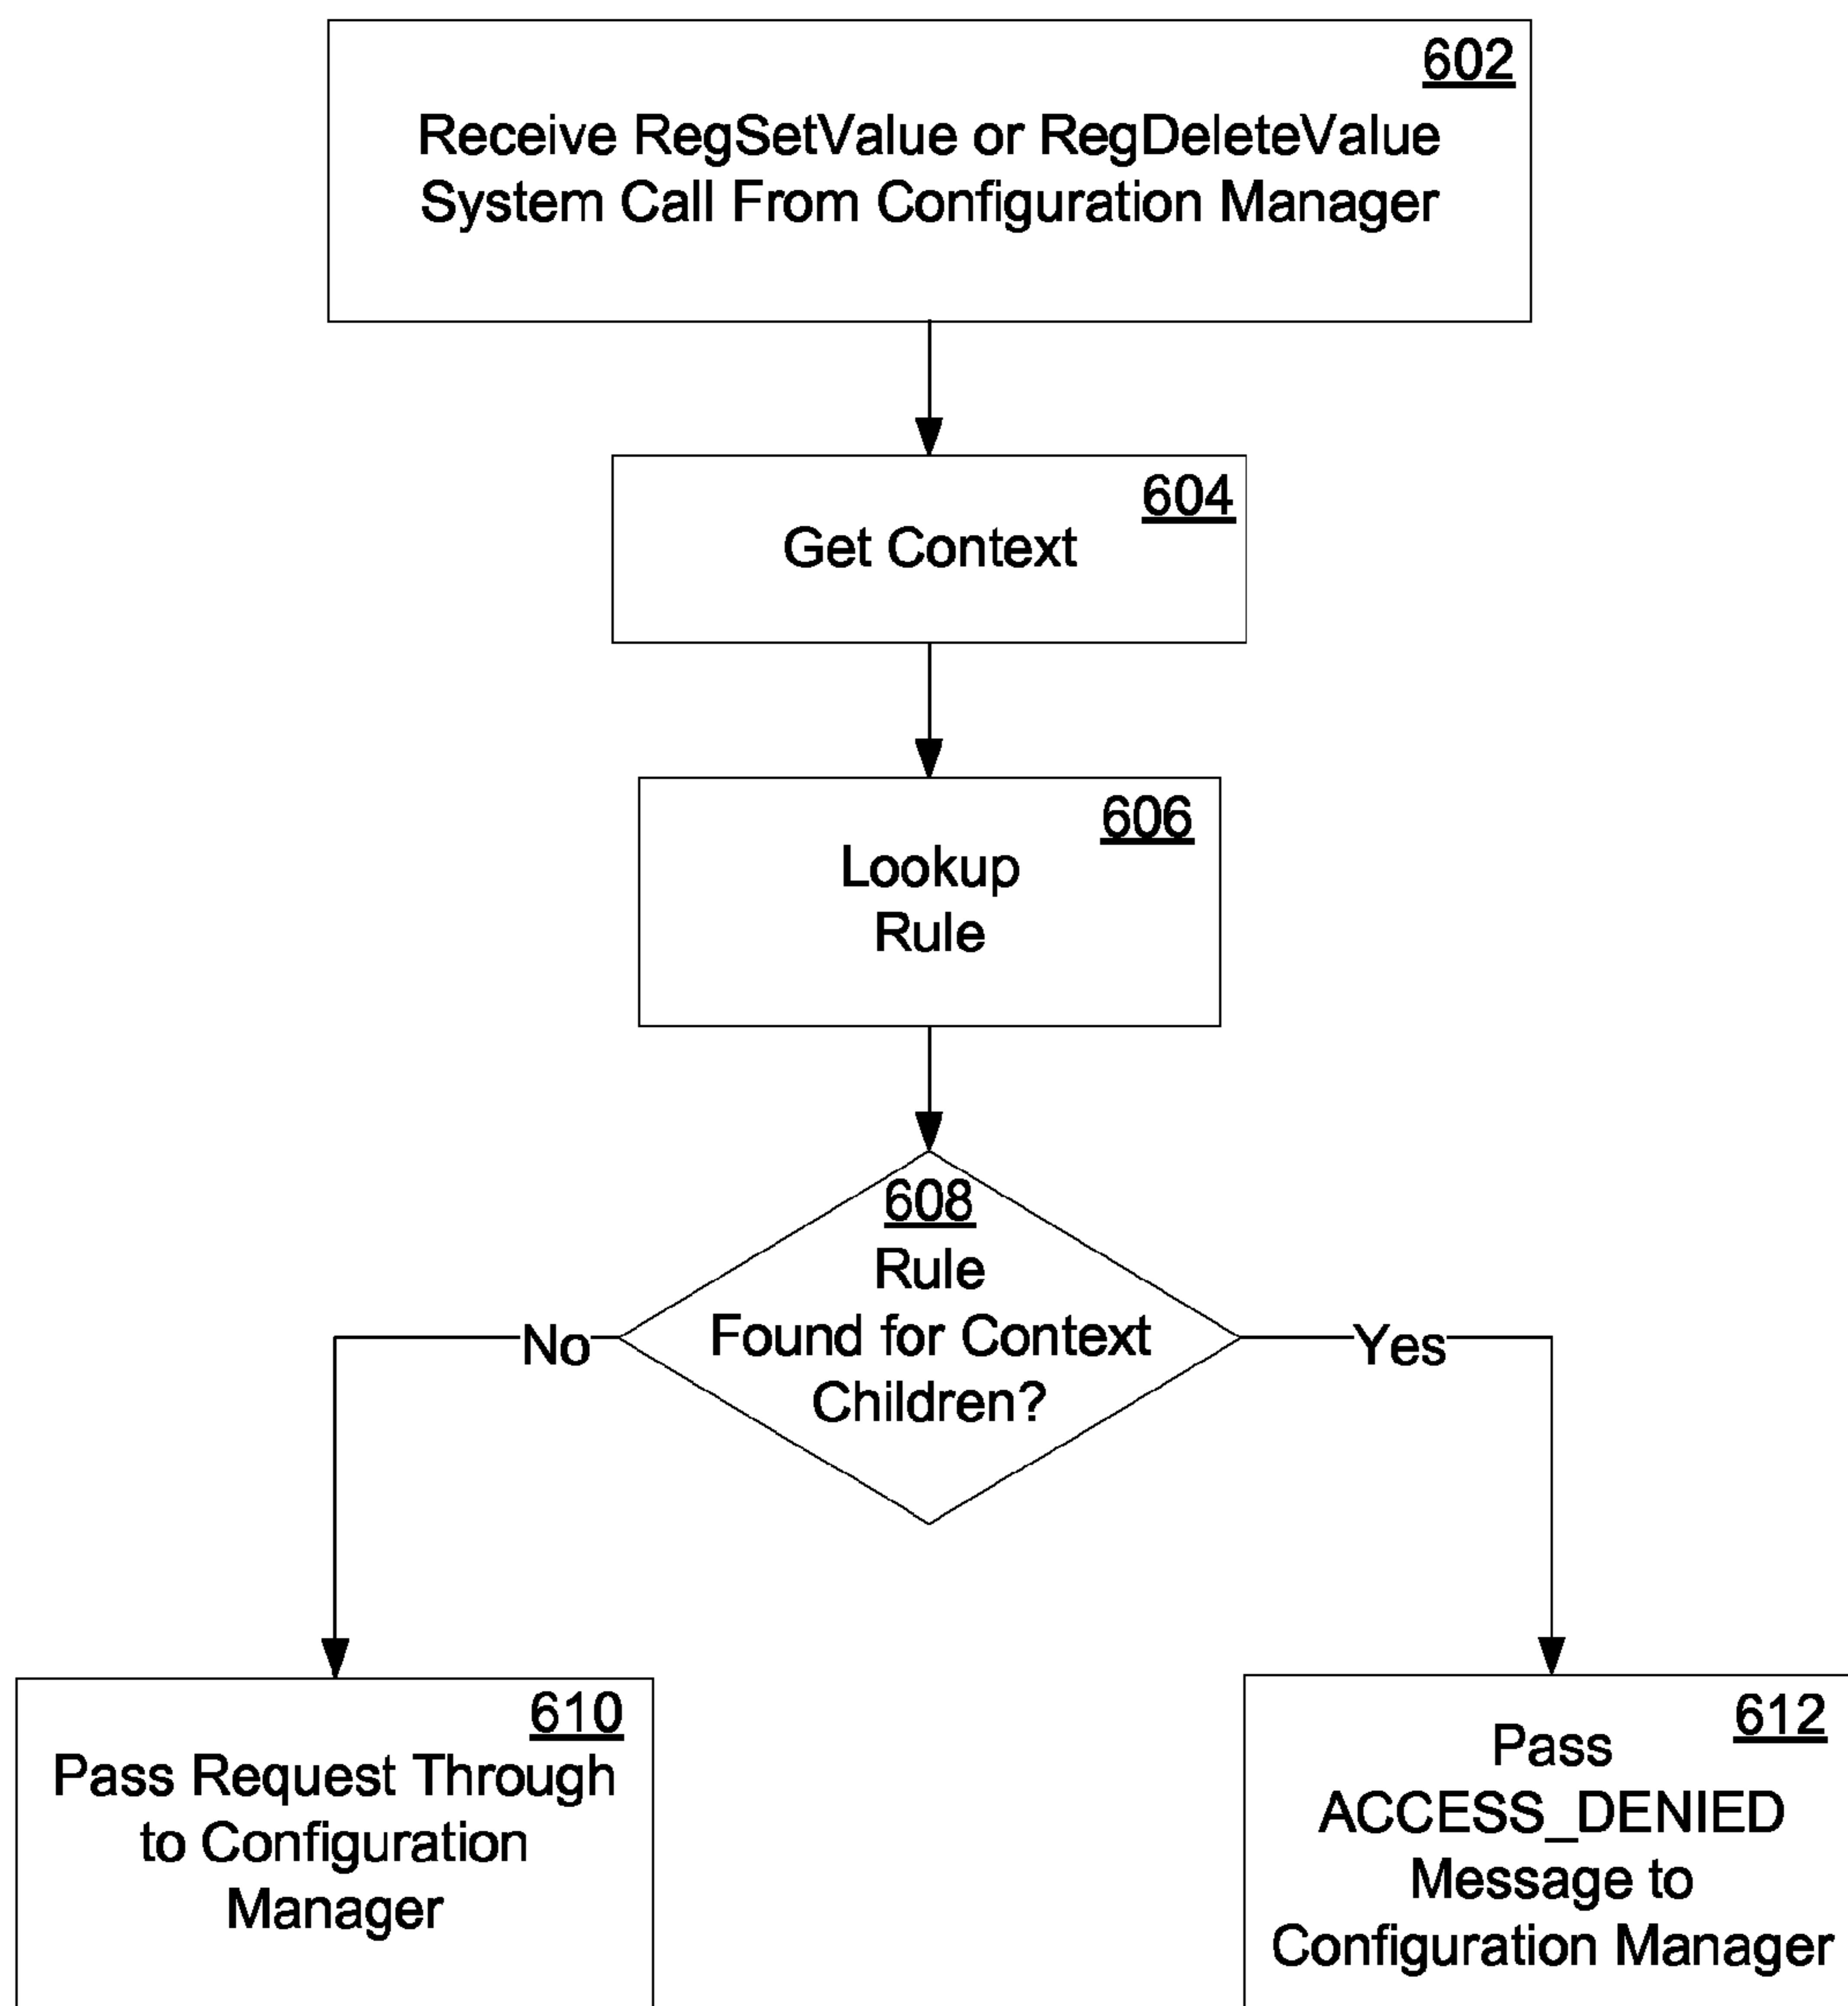 602
Receive RegSetValue or RegDeleteValue
System Call From Configuration Manager
604
Get Context
606
Lookup
Rule
608
Rule
Found for Context
Children?
No
Yes
610
Pass Request Through
to Configuration
Manager
612
Pass
ACCESS_DENIED
Message to
Configuration Manager